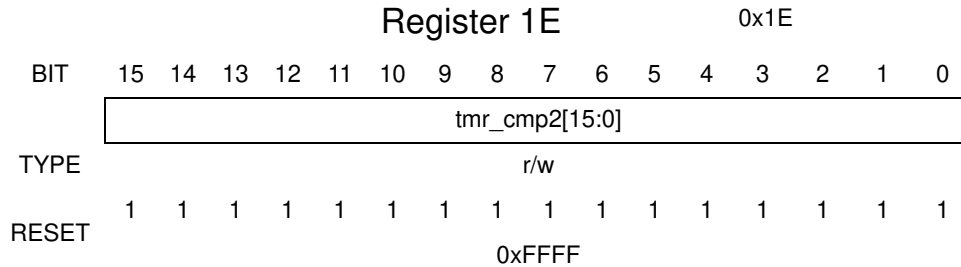 Register 1E 0x1E
BIT 15 14 13 12 11 10 9 8 7 6 5 4 3 2 1 0
tmr_cmp2[15:0]
TYPE r/w
1 1 1 1 1 1 1 1 1 1 1 1 1 1 1 1
RESET
0xFFFF